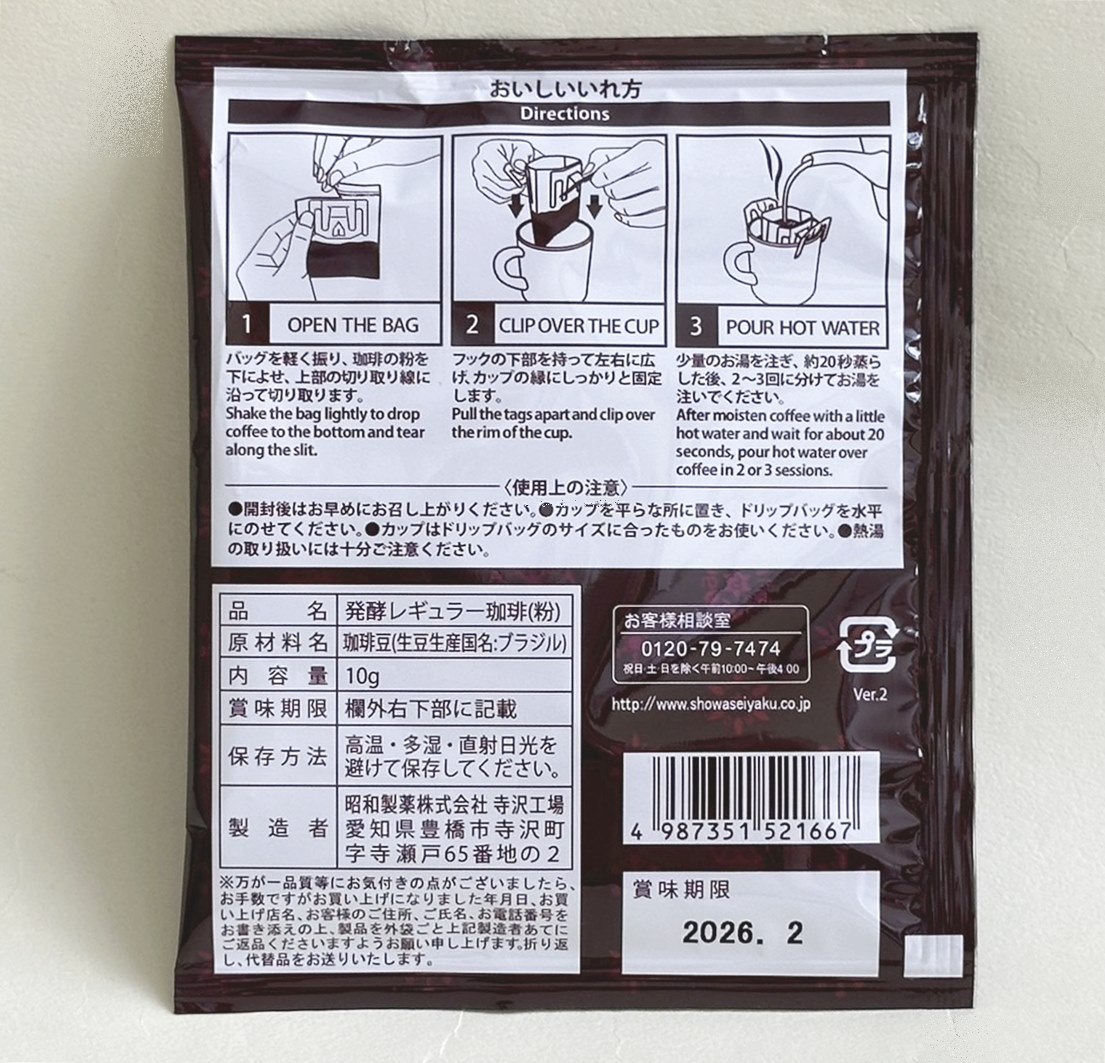 おいしいいれ方
Directions
1 OPEN THE BAG
バッグを軽く振り、珈琲の粉を
下によせ、上部の切り取り線に
沿って切り取ります。
Shake the bag lightly to drop
coffee to the bottom and tear
along the slit.
2 CLIP OVER THE CUP
フックの下部を持って左右に広
げ、カップの縁にしっかりと固定
します。
Pull the tags apart and clip over
the rim of the cup.
3 POUR HOT WATER
少量のお湯を注ぎ、約20秒蒸ら
した後、2〜3回に分けてお湯を
注いでください。
After moisten coffee with a little
hot water and wait for about 20
seconds, pour hot water over
coffee in 2 or 3 sessions.
〈使用上の注意〉
●開封後はお早めにお召し上がりください。●カップを平らな所に置き、ドリップバッグを水平
にのせてください。●カップはドリップバッグのサイズに合ったものをお使いください。●熱湯
の取り扱いには十分ご注意ください。
品名 発酵レギュラー珈琲(粉)
原材料名 珈琲豆(生豆生産国名:ブラジル)
内容量 10g
賞味期限 欄外右下部に記載
保存方法 高温・多湿・直射日光を
避けて保存してください。
製造者 昭和製薬株式会社 寺沢工場
愛知県豊橋市寺沢町
字寺瀬戸65番地の2
※万が一品質等にお気付きの点がございましたら、
お手数ですがお買い上げになりました年月日、お買
い上げ店名、お客様のご住所、ご氏名、お電話番号を
お書き添えの上、製品を外袋ごと上記製造者あてに
ご返品くださいますようお願い申し上げます。折り返
し、代替品をお送りいたします。
お客様相談室
0120-79-7474
祝日・土・日を除く午前10:00~午後4:00
http://www.showaseiyaku.co.jp
プラ
Ver.2
4 987351 521667
賞味期限
2026. 2